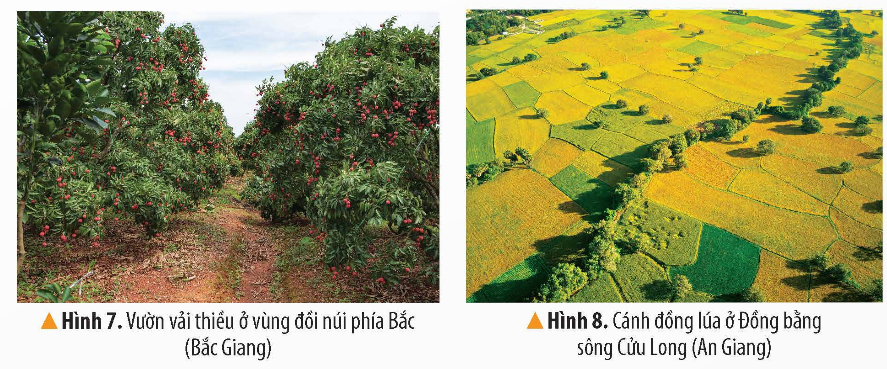 Hình 7. Vườn vải thiều ở vùng đồi núi phía Bắc
(Bắc Giang)
Hình 8. Cánh đồng lúa ở Đồng bằng
sông Cửu Long (An Giang)